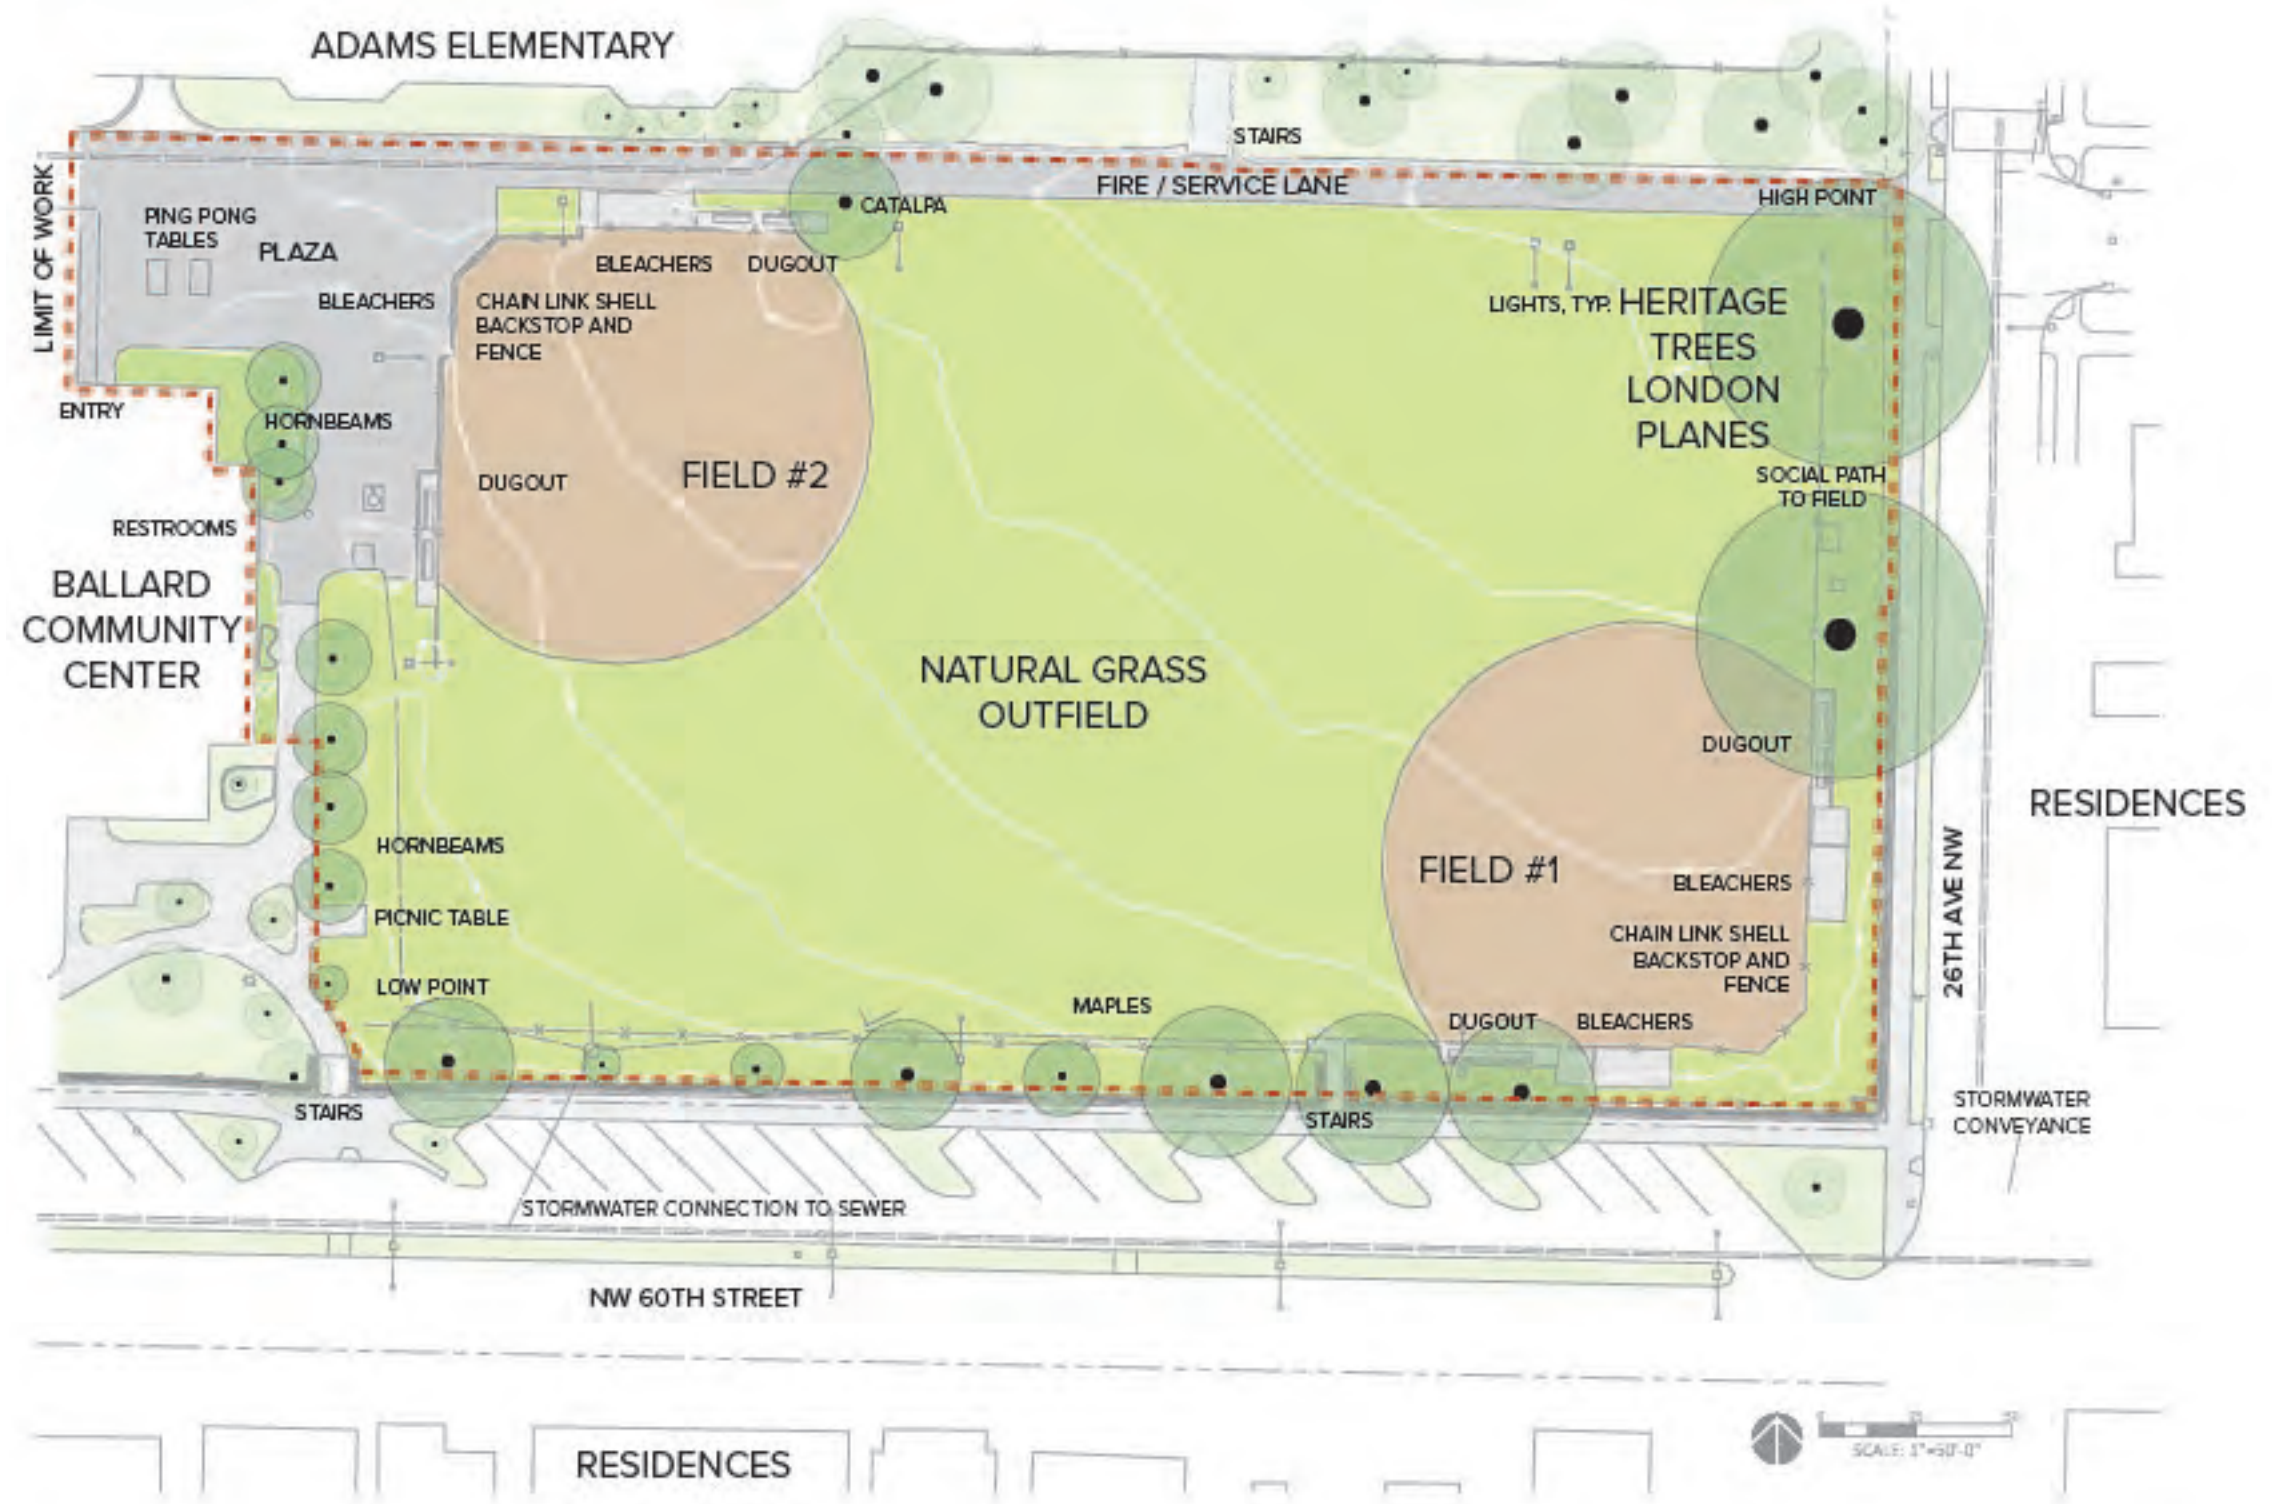 ADAMS ELEMENTARY
STAIRS
FIRE / SERVICE LANE
HIGH POINT
LIMIT OF WORK
PING PONG
TABLES
PLAZA
CATALPA
BLEACHERS
DUGOUT
BLEACHERS
CHAIN LINK SHELL
BACKSTOP AND
FENCE
LIGHTS, TYP.
HERITAGE
TREES
LONDON
PLANES
ENTRY
HORNBEAMS
DUGOUT
FIELD #2
SOCIAL PATH
TO FIELD
RESTROOMS
BALLARD
COMMUNITY
CENTER
NATURAL GRASS
OUTFIELD
DUGOUT
RESIDENCES
HORNBEAMS
FIELD #1
BLEACHERS
PICNIC TABLE
CHAIN LINK SHELL
BACKSTOP AND
FENCE
26TH AVE NW
LOW POINT
MAPLES
DUGOUT
BLEACHERS
STAIRS
STAIRS
STORMWATER
CONVEYANCE
STORMWATER CONNECTION TO SEWER
NW 60TH STREET
RESIDENCES
SCALE: 1"=50'-0"